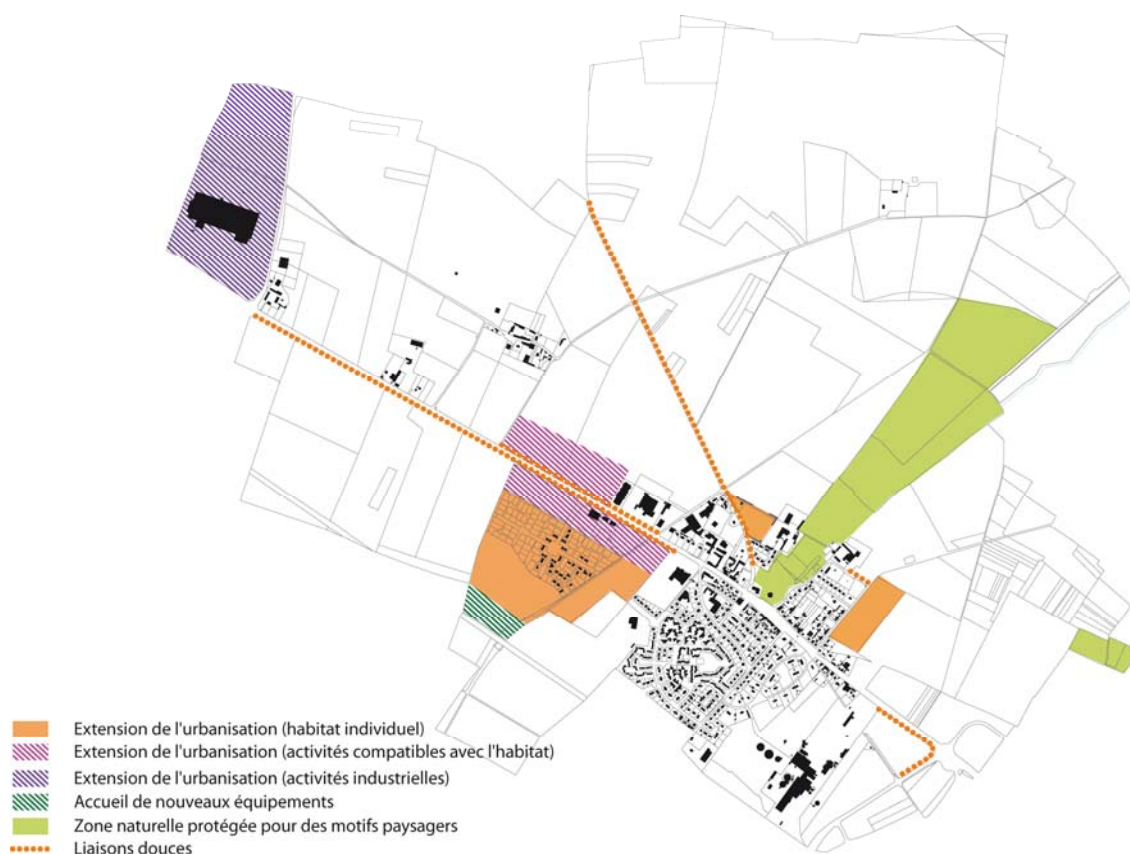 Extension de l'urbanisation (habitat individuel)
Extension de l'urbanisation (activités compatibles avec l'habitat)
Extension de l'urbanisation (activités industrielles)
Accueil de nouveaux équipements
Zone naturelle protégée pour des motifs paysagers
Liaisons douces